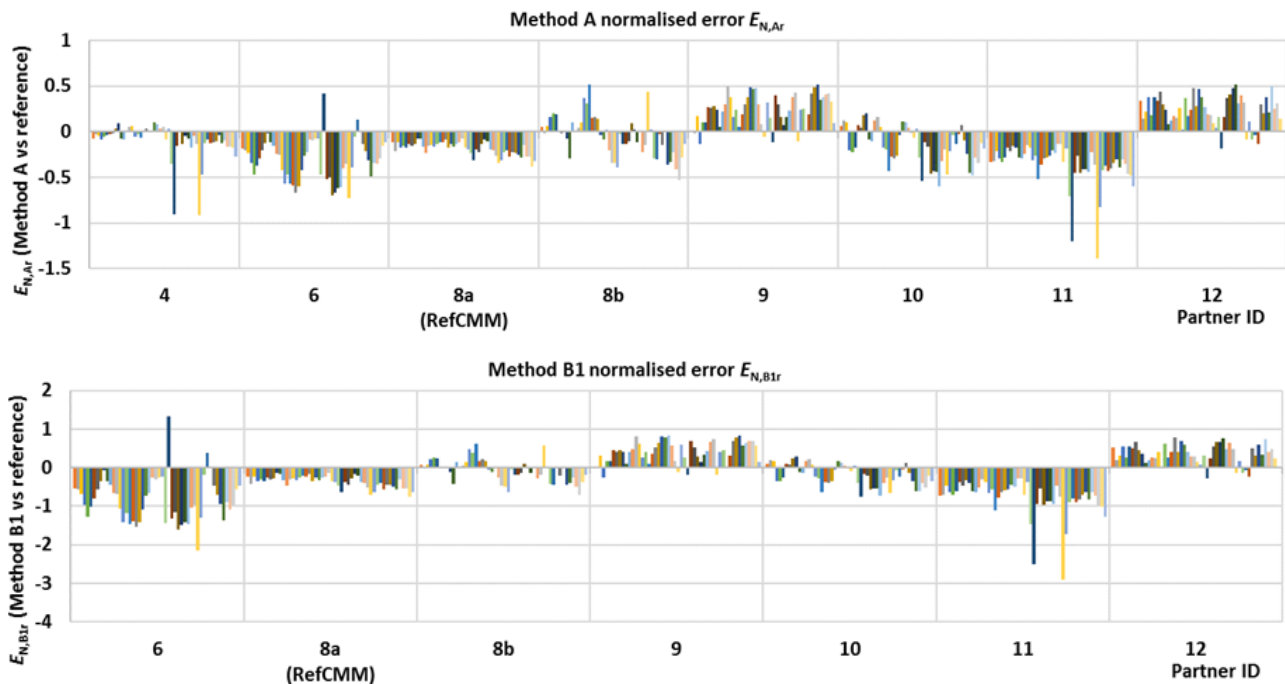 Method A normalised error E_N,Ar
E_N,Ar (Method A vs reference)
1
0.5
0
-0.5
-1
-1.5
4 6 8a 8b 9 10 11 12
(RefCMM) Partner ID
Method B1 normalised error E_N,B1r
E_N,B1r (Method B1 vs reference)
2
1
0
-1
-2
-3
-4
6 8a 8b 9 10 11 12
(RefCMM) Partner ID